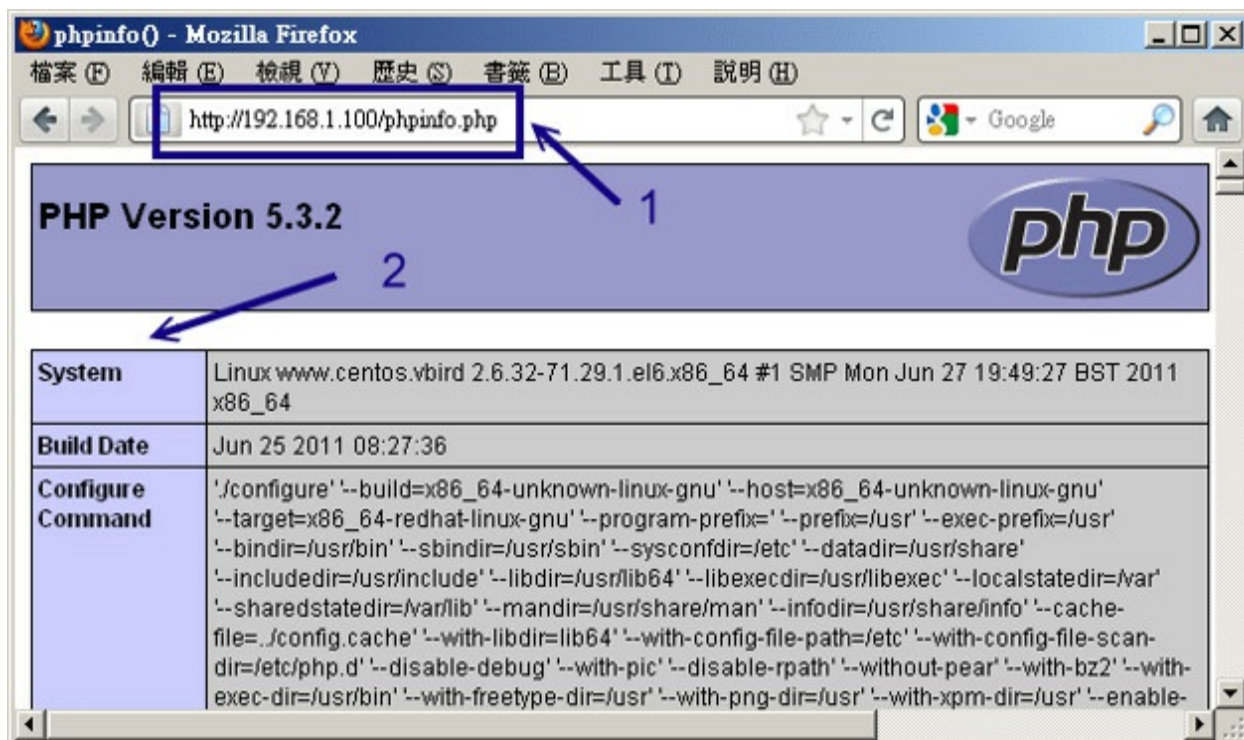 phpinfo() - Mozilla Firefox
檔案(F) 編輯(E) 檢視(V) 歷史(S) 書籤(B) 工具(T) 說明(H)
http://192.168.1.100/phpinfo.php Google
1
PHP Version 5.3.2
php
2
System Linux www.centos.vbird 2.6.32-71.29.1.el6.x86_64 #1 SMP Mon Jun 27 19:49:27 BST 2011
x86_64
Build Date Jun 25 2011 08:27:36
Configure './configure' '--build=x86_64-unknown-linux-gnu' '--host=x86_64-unknown-linux-gnu'
Command '--target=x86_64-redhat-linux-gnu' '--program-prefix=' '--prefix=/usr' '--exec-prefix=/usr'
'--bindir=/usr/bin' '--sbindir=/usr/sbin' '--sysconfdir=/etc' '--datadir=/usr/share'
'--includedir=/usr/include' '--libdir=/usr/lib64' '--libexecdir=/usr/libexec' '--localstatedir=/var'
'--sharedstatedir=/var/lib' '--mandir=/usr/share/man' '--infodir=/usr/share/info' '--cache-
file=../config.cache' '--with-libdir=lib64' '--with-config-file-path=/etc' '--with-config-file-scan-
dir=/etc/php.d' '--disable-debug' '--with-pic' '--disable-rpath' '--without-pear' '--with-bz2' '--with-
exec-dir=/usr/bin' '--with-freetype-dir=/usr' '--with-png-dir=/usr' '--with-xpm-dir=/usr' '--enable-